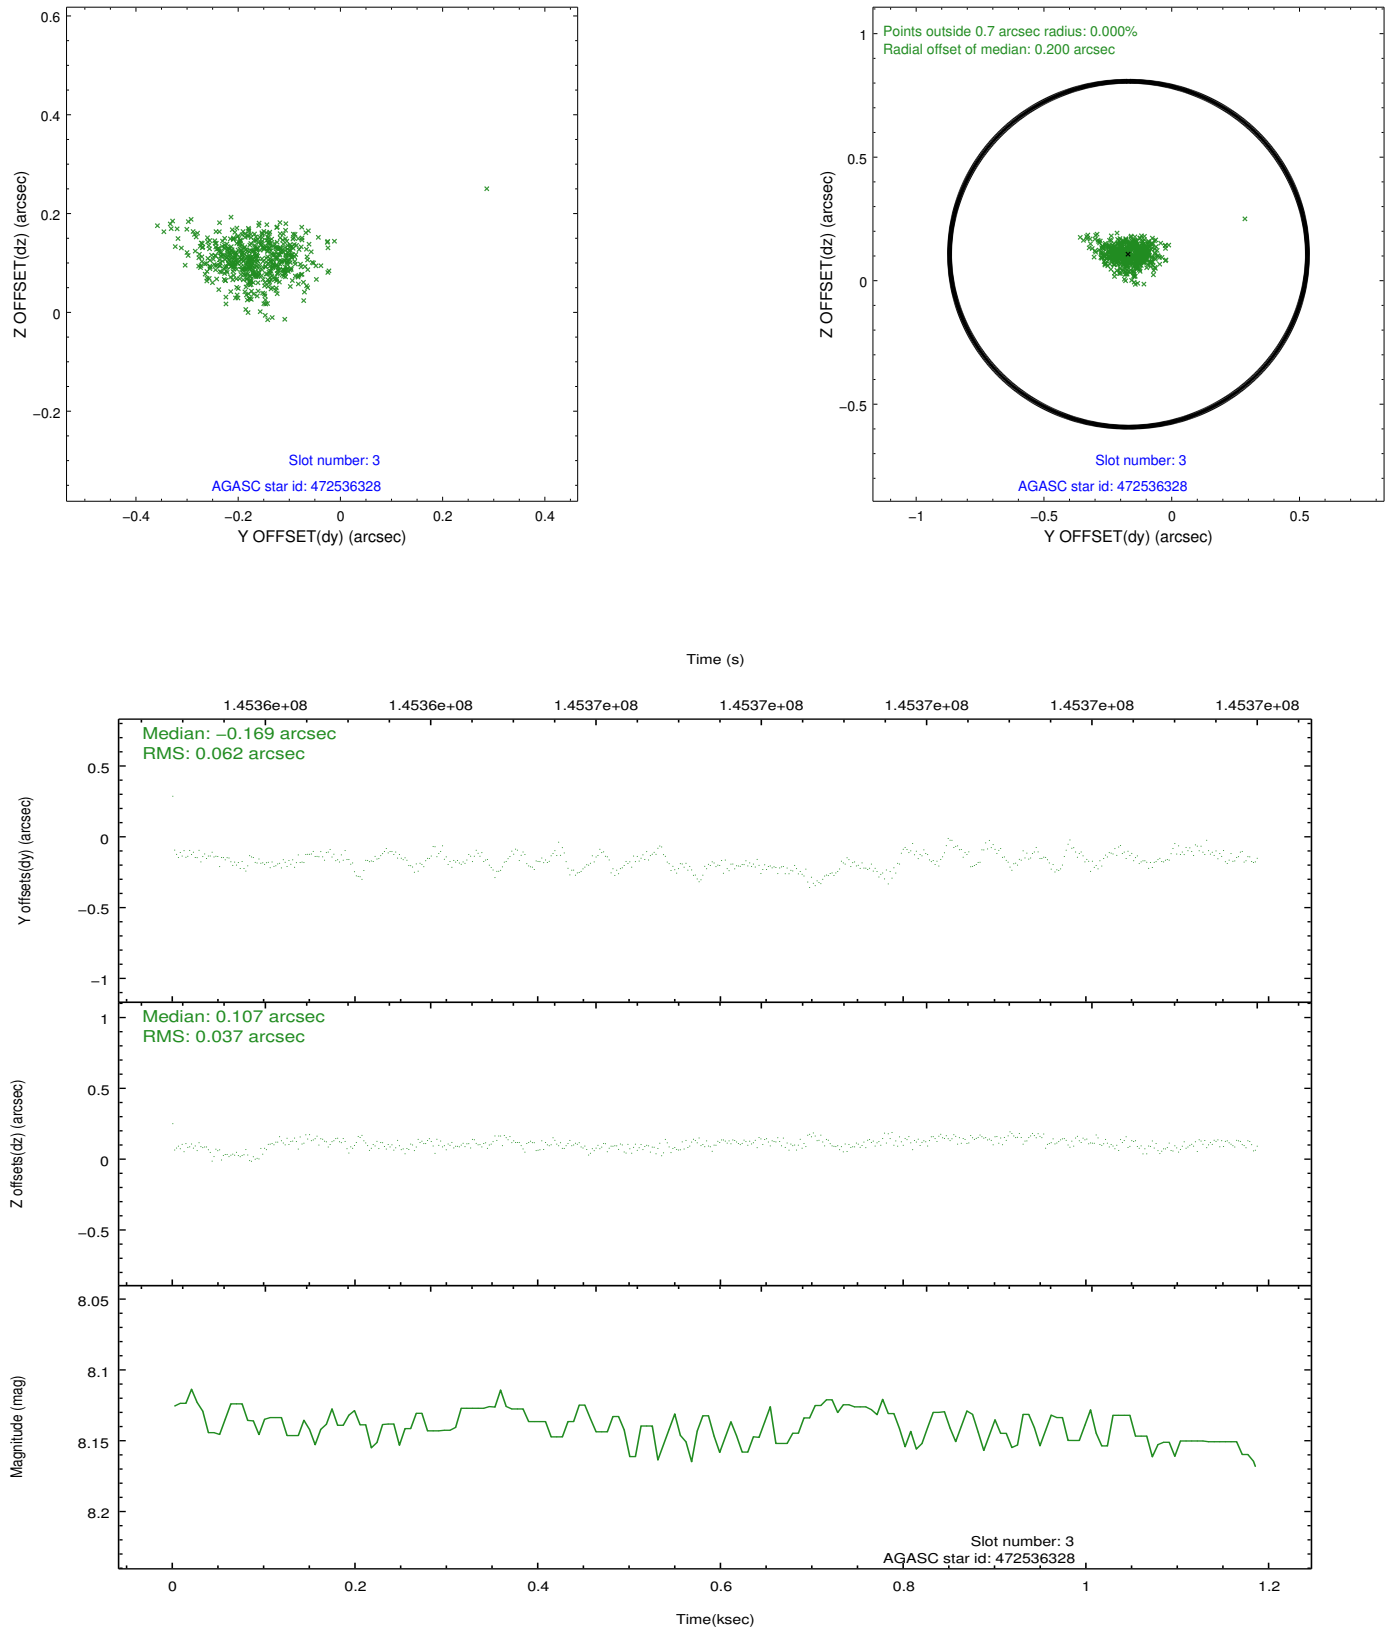 0.6
0.4
0.2
0
−0.2
−0.4
−0.2
0
0.2
0.4
Z OFFSET(dz) (arcsec)
Y OFFSET(dy) (arcsec)
Slot number: 3
AGASC star id: 472536328
Points outside 0.7 arcsec radius: 0.000%
Radial offset of median: 0.200 arcsec
1
0.5
0
−0.5
−1
−0.5
0
0.5
Z OFFSET(dz) (arcsec)
Y OFFSET(dy) (arcsec)
Slot number: 3
AGASC star id: 472536328
Time (s)
1.4536e+08 1.4536e+08 1.4537e+08 1.4537e+08 1.4537e+08 1.4537e+08 1.4537e+08
Median: −0.169 arcsec
RMS: 0.062 arcsec
0.5
0
−0.5
−1
Y offsets(dy) (arcsec)
Median: 0.107 arcsec
RMS: 0.037 arcsec
1
0.5
0
−0.5
Z offsets(dz) (arcsec)
8.05
8.1
8.15
8.2
Magnitude (mag)
Slot number: 3
AGASC star id: 472536328
0 0.2 0.4 0.6 0.8 1 1.2
Time(ksec)